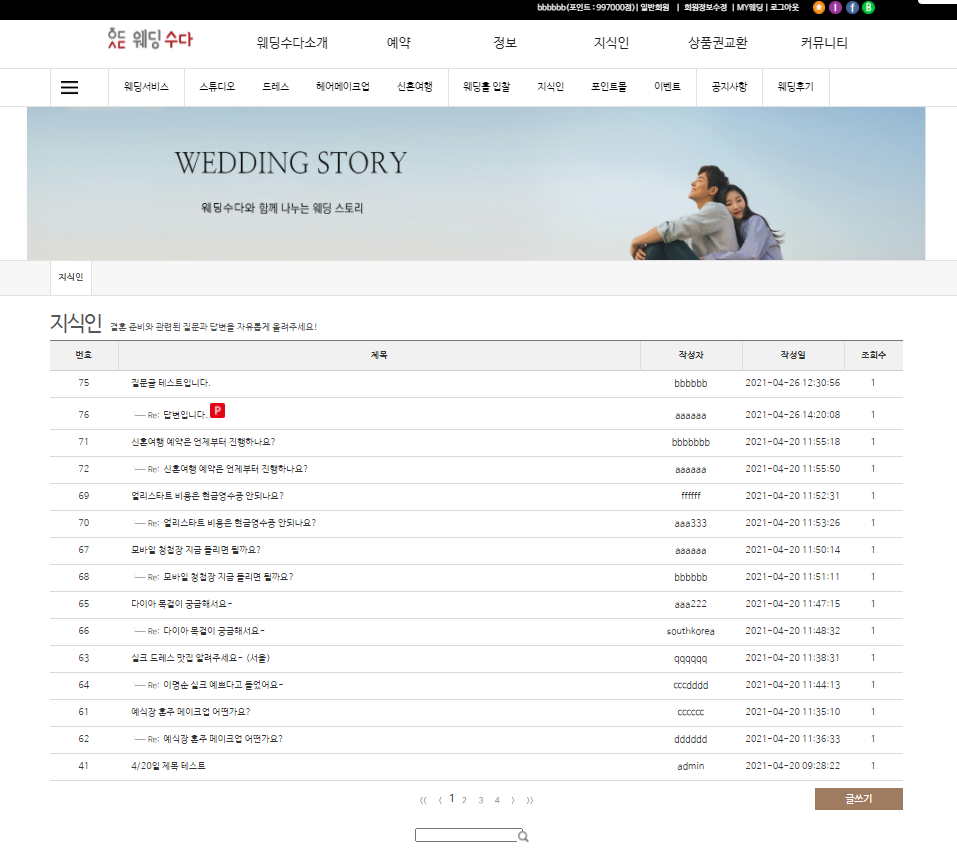 bbbbbb(포인트 : 997000점) | 일반회원 | 회원정보수정 | MY웨딩 | 로그아웃
웨딩수다 웨딩수다소개 예약 정보 지식인 상품권교환 커뮤니티
웨딩서비스 스튜디오 드레스 헤어메이크업 신혼여행 웨딩홀 입찰 지식인 포인트몰 이벤트 공지사항 웨딩후기
WEDDING STORY
웨딩수다와 함께 나누는 웨딩 스토리
지식인
지식인 결혼 준비와 관련된 질문과 답변을 자유롭게 올려주세요!
번호 제목 작성자 작성일 조회수
75 질문글 테스트입니다. bbbbbb 2021-04-26 12:30:56 1
76 Re: 답변입니다. P aaaaaa 2021-04-26 14:20:08 1
71 신혼여행 예약은 언제부터 진행하나요? bbbbbbb 2021-04-20 11:55:18 1
72 Re: 신혼여행 예약은 언제부터 진행하나요? aaaaaa 2021-04-20 11:55:50 1
69 얼리스타트 비용은 현금영수증 안되나요? ffffff 2021-04-20 11:52:31 1
70 Re: 얼리스타트 비용은 현금영수증 안되나요? aaa333 2021-04-20 11:53:26 1
67 모바일 청첩장 지금 돌리면 될까요? aaaaaa 2021-04-20 11:50:14 1
68 Re: 모바일 청첩장 지금 돌리면 될까요? bbbbbb 2021-04-20 11:51:11 1
65 다이아 목걸이 궁금해서요~ aaa222 2021-04-20 11:47:15 1
66 Re: 다이아 목걸이 궁금해서요~ southkorea 2021-04-20 11:48:32 1
63 실크 드레스 맛집 알려주세요~ (서울) qqqqqq 2021-04-20 11:38:31 1
64 Re: 이명순 실크 예쁘다고 들었어요~ cccdddd 2021-04-20 11:44:13 1
61 예식장 혼주 메이크업 어떤가요? cccccc 2021-04-20 11:35:10 1
62 Re: 예식장 혼주 메이크업 어떤가요? dddddd 2021-04-20 11:36:33 1
41 4/20일 제목 테스트 admin 2021-04-20 09:28:22 1
《 〈 1 2 3 4 〉 》 글쓰기